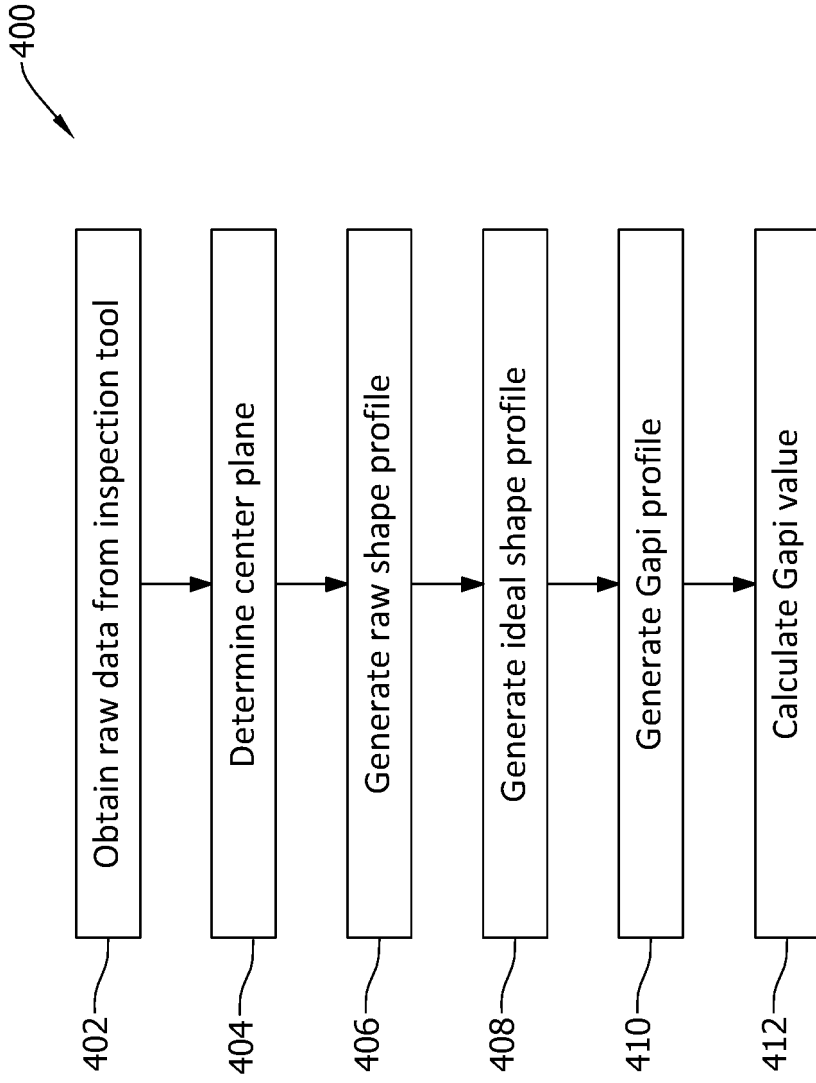 400
402
Obtain raw data from inspection tool
404
Determine center plane
406
Generate raw shape profile
408
Generate ideal shape profile
410
Generate Gapi profile
412
Calculate Gapi value